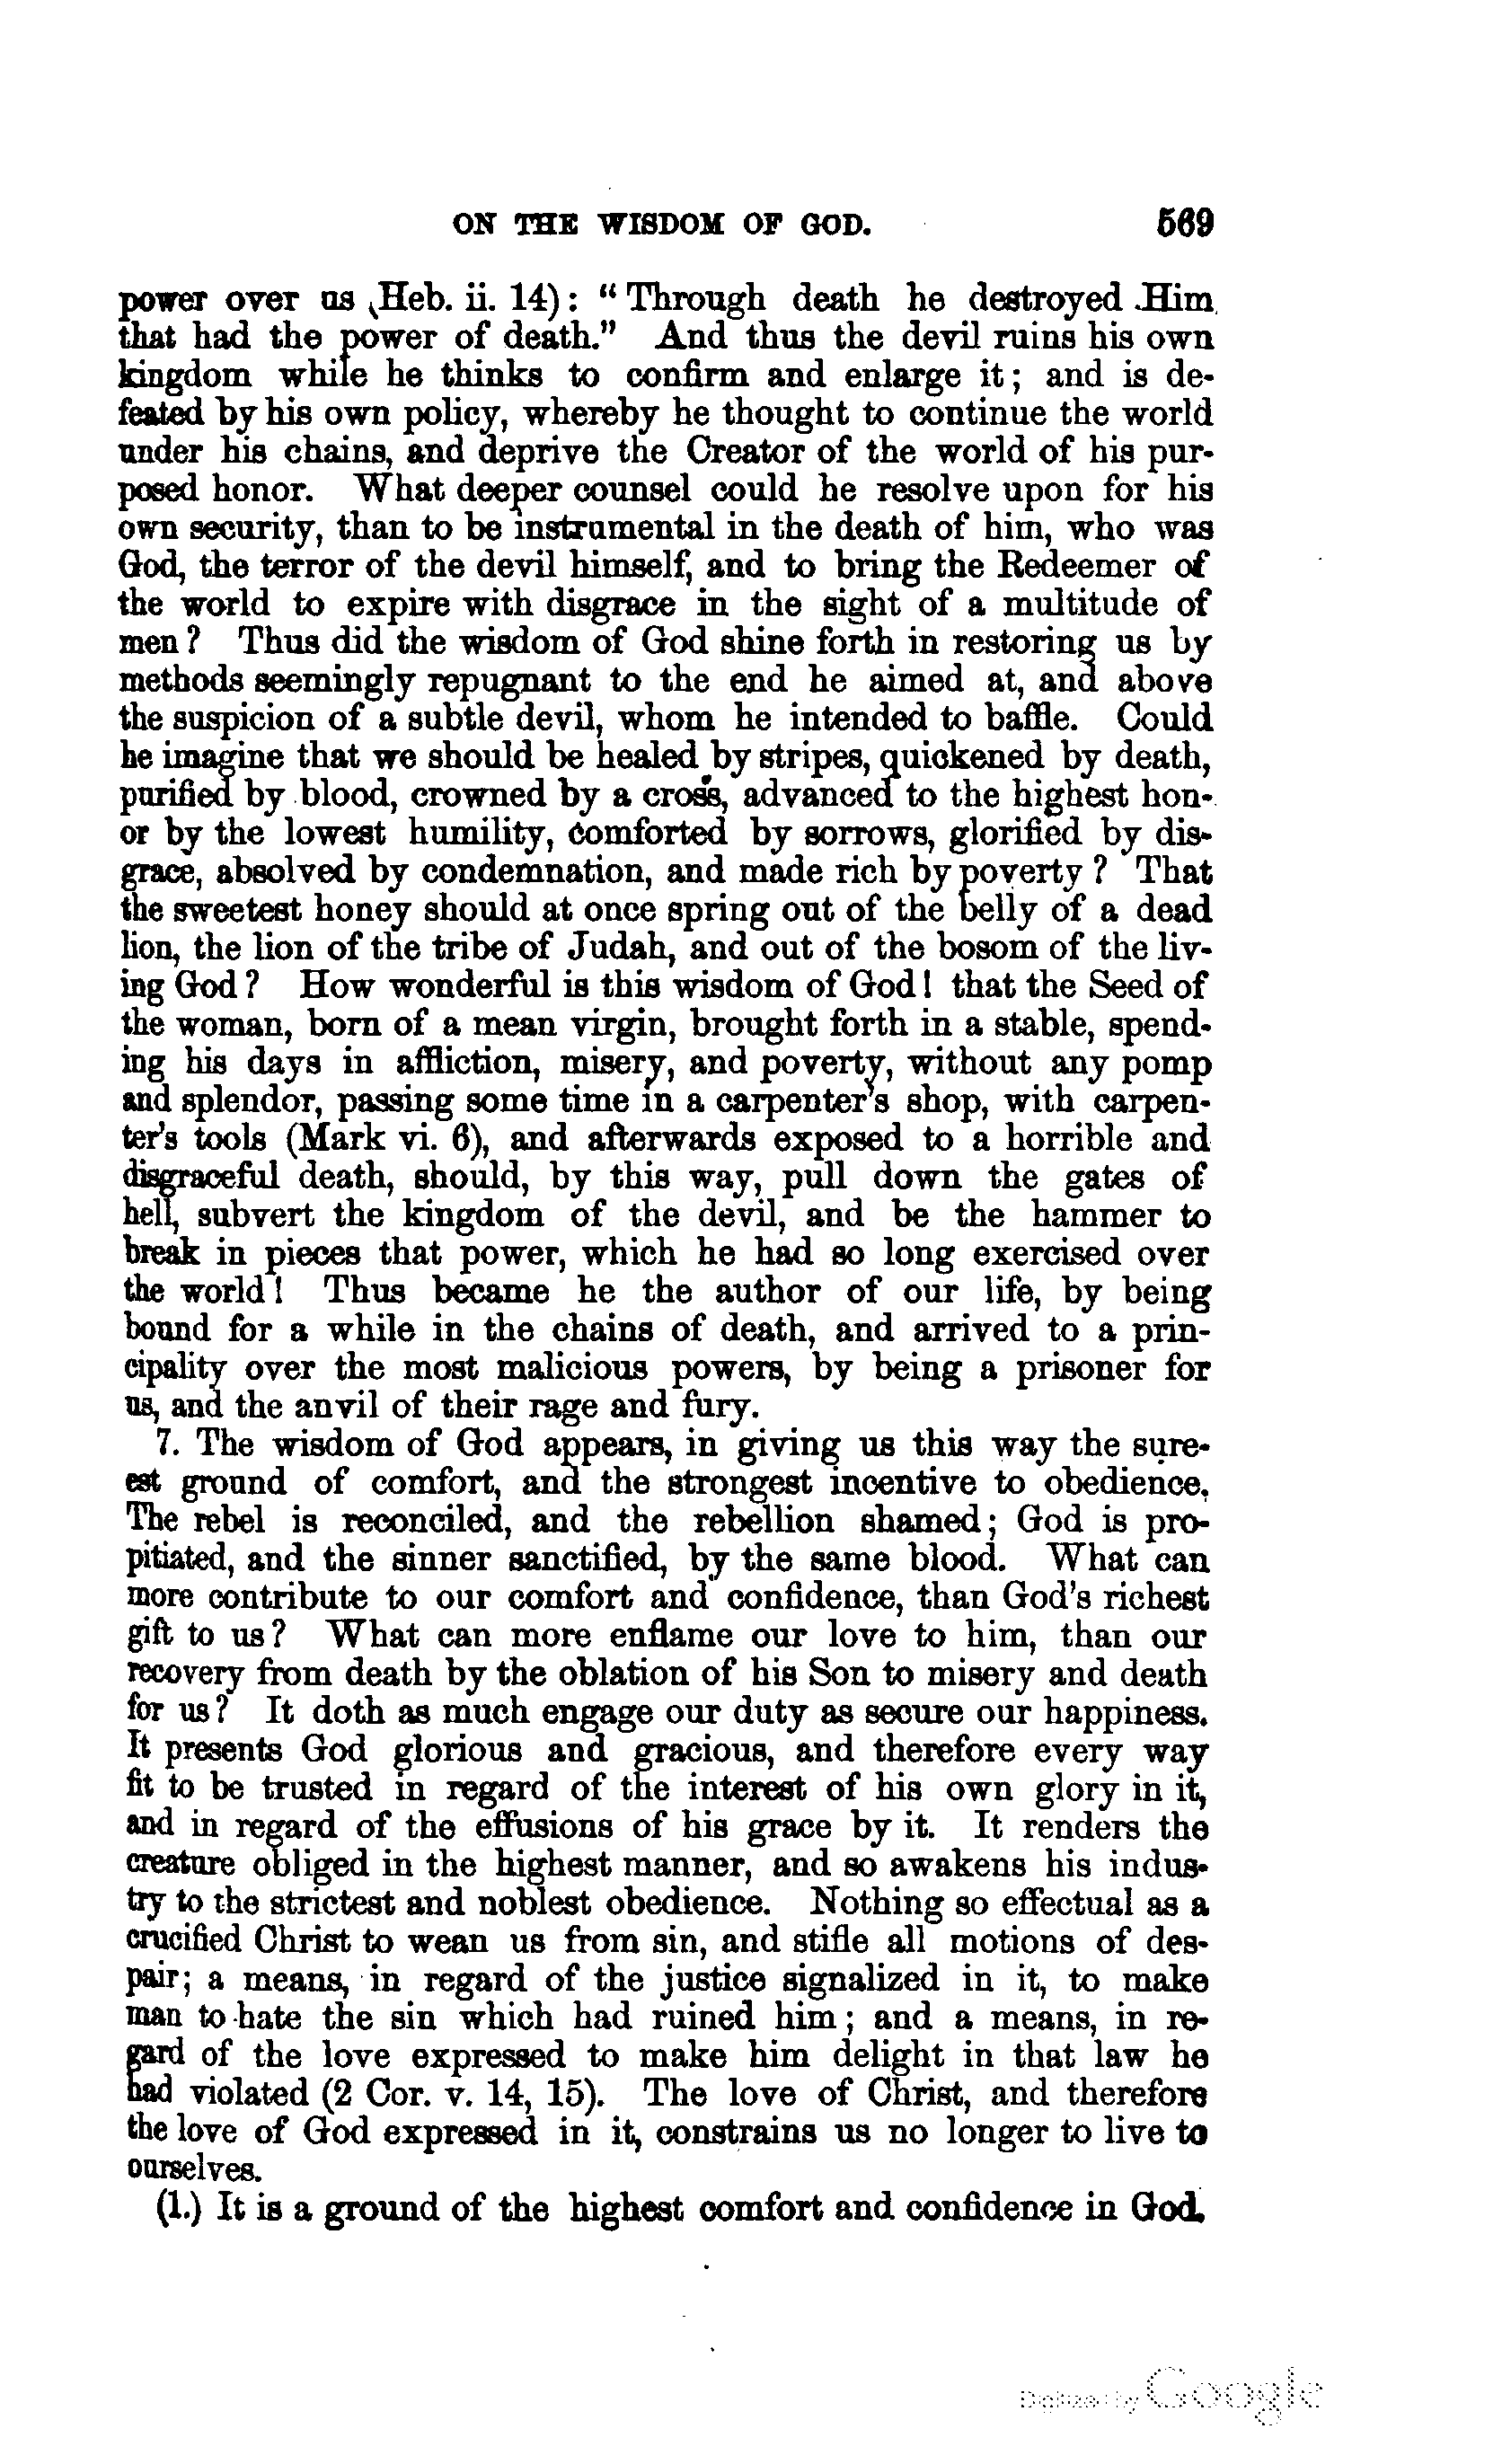 ON THE WISDOM OF GOD. 569
power over us (Heb. ii. 14): “Through death he destroyed Him
that had the power of death.” And thus the devil ruins his own
kingdom while he thinks to confirm and enlarge it; and is de-
feated by his own policy, whereby he thought to continue the world
under his chains, and deprive the Creator of the world of his pur-
posed honor. What deeper counsel could he resolve upon for his
own security, than to be instrumental in the death of him, who was
God, the terror of the devil himself, and to bring the Redeemer of
the world to expire with disgrace in the sight of a multitude of
men? Thus did the wisdom of God shine forth in restoring us by
methods seemingly repugnant to the end he aimed at, and above
the suspicion of a subtle devil, whom he intended to baffle. Could
he imagine that we should be healed by stripes, quickened by death,
purified by blood, crowned by a cross, advanced to the highest hon-
or by the lowest humility, comforted by sorrows, glorified by dis-
grace, absolved by condemnation, and made rich by poverty? That
the sweetest honey should at once spring out of the belly of a dead
lion, the lion of the tribe of Judah, and out of the bosom of the liv-
ing God? How wonderful is this wisdom of God! that the Seed of
the woman, born of a mean virgin, brought forth in a stable, spend-
ing his days in affliction, misery, and poverty, without any pomp
and splendor, passing some time in a carpenter's shop, with carpen-
ter's tools (Mark vi. 6), and afterwards exposed to a horrible and
disgraceful death, should, by this way, pull down the gates of
hell, subvert the kingdom of the devil, and be the hammer to
break in pieces that power, which he had so long exercised over
the world! Thus became he the author of our life, by being
bound for a while in the chains of death, and arrived to a prin-
cipality over the most malicious powers, by being a prisoner for
us, and the anvil of their rage and fury.
7. The wisdom of God appears, in giving us this way the sure-
est ground of comfort, and the strongest incentive to obedience.
The rebel is reconciled, and the rebellion shamed; God is pro-
pitiated, and the sinner sanctified, by the same blood. What can
more contribute to our comfort and confidence, than God's richest
gift to us? What can more enflame our love to him, than our
recovery from death by the oblation of his Son to misery and death
for us? It doth as much engage our duty as secure our happiness.
It presents God glorious and gracious, and therefore every way
fit to be trusted in regard of the interest of his own glory in it,
and in regard of the effusions of his grace by it. It renders the
creature obliged in the highest manner, and so awakens his indus-
try to the strictest and noblest obedience. Nothing so effectual as a
crucified Christ to wean us from sin, and stifle all motions of des-
pair; a means, in regard of the justice signalized in it, to make
man to hate the sin which had ruined him; and a means, in re-
gard of the love expressed to make him delight in that law he
had violated (2 Cor. v. 14, 15). The love of Christ, and therefore
the love of God expressed in it, constrains us no longer to live to
ourselves.
(1.) It is a ground of the highest comfort and confidence in God.
Digitized by Google